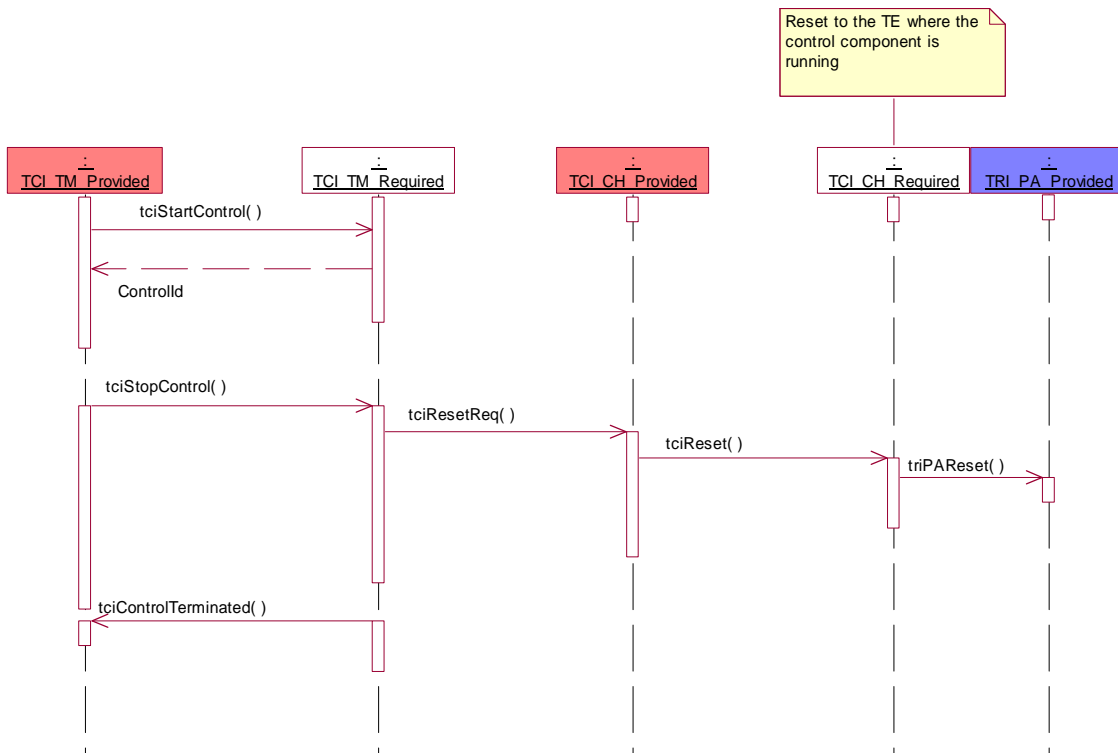 Reset to the TE where the
control component is
running
:
TCI_TM_Provided
:
TCI_TM_Required
:
TCI_CH_Provided
:
TCI_CH_Required
:
TRI_PA_Provided
tciStartControl( )
ControlId
tciStopControl( )
tciResetReq( )
tciReset( )
triPAReset( )
tciControlTerminated( )